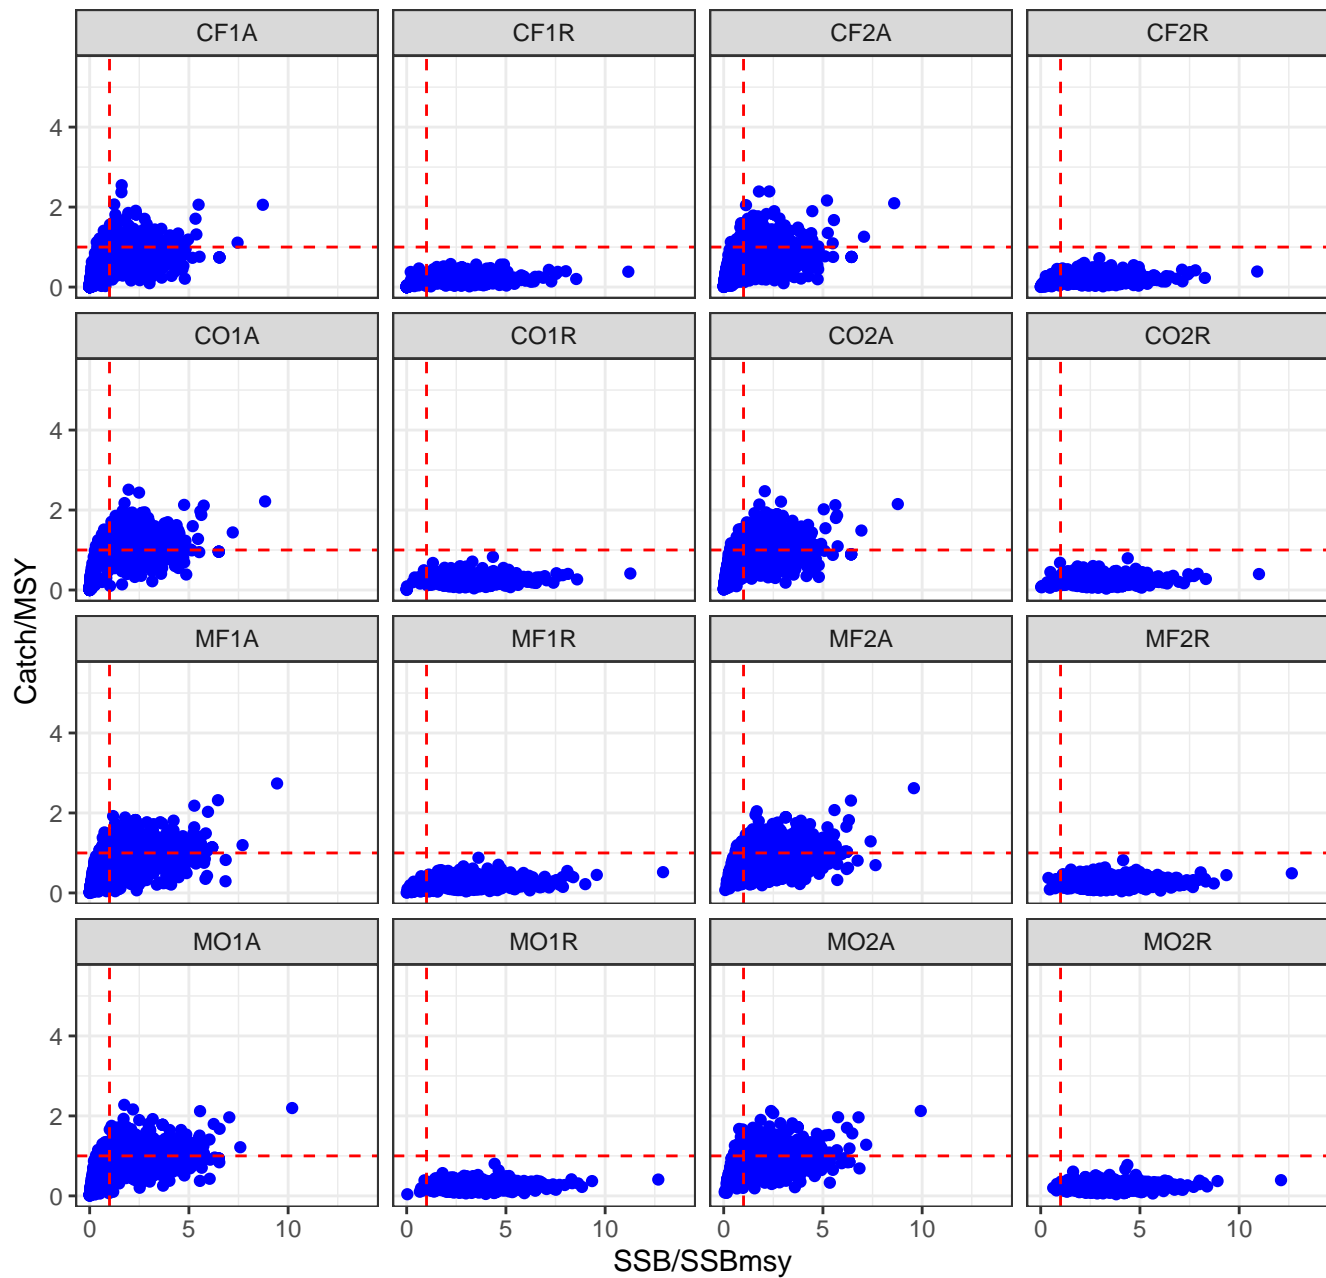 CF1A CF1R CF2A CF2R
4
2
0
CO1A CO1R CO2A CO2R
4
2
0
MF1A MF1R MF2A MF2R
4
2
0
MO1A MO1R MO2A MO2R
4
2
0
0 5 10 0 5 10 0 5 10 0 5 10
SSB/SSBmsy
Catch/MSY